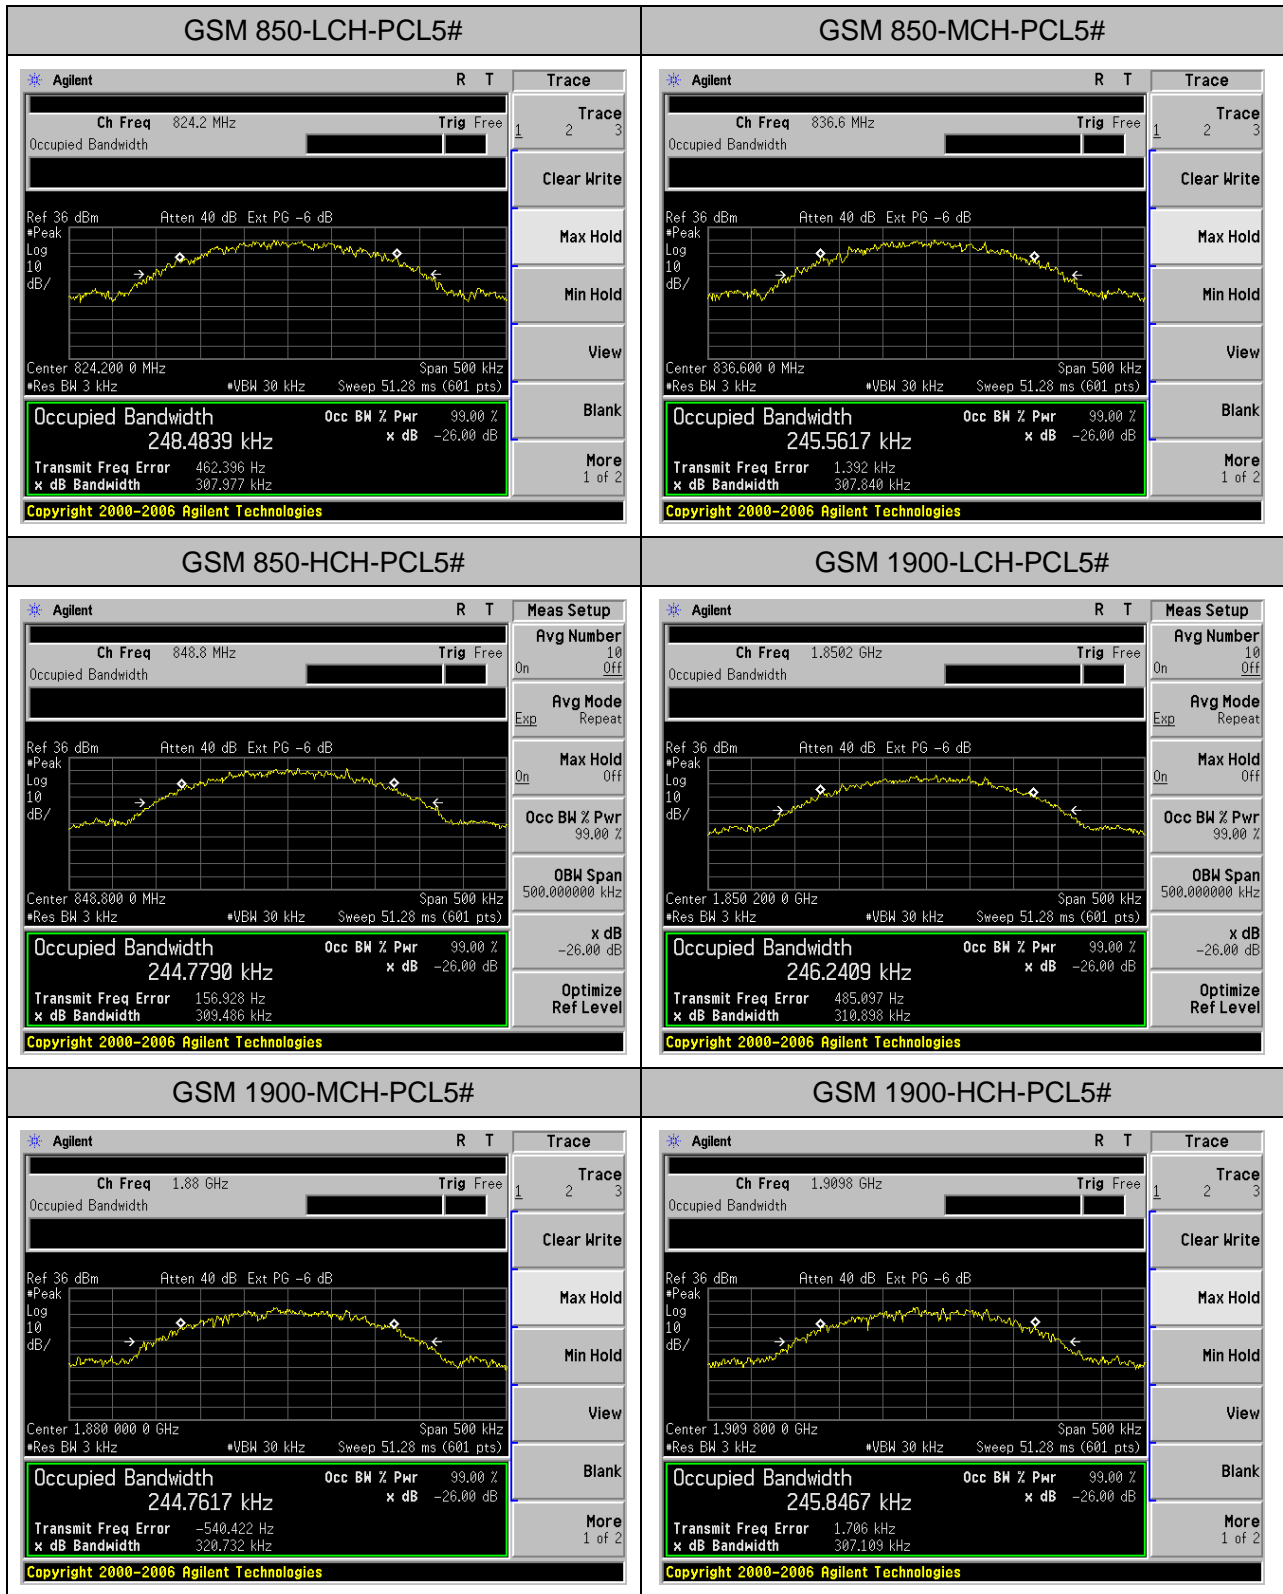 GSM 850-LCH-PCL5#
GSM 850-MCH-PCL5#
Agilent R T Trace
Ch Freq 824.2 MHz Trig Free
Occupied Bandwidth
Trace
1 2 3
Clear Write
Max Hold
Min Hold
View
Blank
More
1 of 2
Ref 36 dBm Atten 40 dB Ext PG -6 dB
#Peak
Log
10
dB/
Center 824.200 0 MHz Span 500 kHz
#Res BW 3 kHz #VBW 30 kHz Sweep 51.28 ms (601 pts)
Occupied Bandwidth Occ BW % Pwr 99.00 %
248.4839 kHz x dB -26.00 dB
Transmit Freq Error 462.396 Hz
x dB Bandwidth 307.977 kHz
Copyright 2000-2006 Agilent Technologies
Agilent R T Trace
Ch Freq 836.6 MHz Trig Free
Occupied Bandwidth
Trace
1 2 3
Clear Write
Max Hold
Min Hold
View
Blank
More
1 of 2
Ref 36 dBm Atten 40 dB Ext PG -6 dB
#Peak
Log
10
dB/
Center 836.600 0 MHz Span 500 kHz
#Res BW 3 kHz #VBW 30 kHz Sweep 51.28 ms (601 pts)
Occupied Bandwidth Occ BW % Pwr 99.00 %
245.5617 kHz x dB -26.00 dB
Transmit Freq Error 1.392 kHz
x dB Bandwidth 307.840 kHz
Copyright 2000-2006 Agilent Technologies
GSM 850-HCH-PCL5#
GSM 1900-LCH-PCL5#
Agilent R T Meas Setup
Ch Freq 848.8 MHz Trig Free
Occupied Bandwidth
Avg Number
10
On Off
Avg Mode
Exp Repeat
Max Hold
On Off
Occ BW % Pwr
99.00 %
OBW Span
500.000000 kHz
x dB
-26.00 dB
Optimize
Ref Level
Ref 36 dBm Atten 40 dB Ext PG -6 dB
#Peak
Log
10
dB/
Center 848.800 0 MHz Span 500 kHz
#Res BW 3 kHz #VBW 30 kHz Sweep 51.28 ms (601 pts)
Occupied Bandwidth Occ BW % Pwr 99.00 %
244.7790 kHz x dB -26.00 dB
Transmit Freq Error 156.928 Hz
x dB Bandwidth 309.486 kHz
Copyright 2000-2006 Agilent Technologies
Agilent R T Meas Setup
Ch Freq 1.8502 GHz Trig Free
Occupied Bandwidth
Avg Number
10
On Off
Avg Mode
Exp Repeat
Max Hold
On Off
Occ BW % Pwr
99.00 %
OBW Span
500.000000 kHz
x dB
-26.00 dB
Optimize
Ref Level
Ref 36 dBm Atten 40 dB Ext PG -6 dB
#Peak
Log
10
dB/
Center 1.850 200 0 GHz Span 500 kHz
#Res BW 3 kHz #VBW 30 kHz Sweep 51.28 ms (601 pts)
Occupied Bandwidth Occ BW % Pwr 99.00 %
246.2409 kHz x dB -26.00 dB
Transmit Freq Error 485.097 Hz
x dB Bandwidth 310.898 kHz
Copyright 2000-2006 Agilent Technologies
GSM 1900-MCH-PCL5#
GSM 1900-HCH-PCL5#
Agilent R T Trace
Ch Freq 1.88 GHz Trig Free
Occupied Bandwidth
Trace
1 2 3
Clear Write
Max Hold
Min Hold
View
Blank
More
1 of 2
Ref 36 dBm Atten 40 dB Ext PG -6 dB
#Peak
Log
10
dB/
Center 1.880 000 0 GHz Span 500 kHz
#Res BW 3 kHz #VBW 30 kHz Sweep 51.28 ms (601 pts)
Occupied Bandwidth Occ BW % Pwr 99.00 %
244.7617 kHz x dB -26.00 dB
Transmit Freq Error -540.422 Hz
x dB Bandwidth 320.732 kHz
Copyright 2000-2006 Agilent Technologies
Agilent R T Trace
Ch Freq 1.9098 GHz Trig Free
Occupied Bandwidth
Trace
1 2 3
Clear Write
Max Hold
Min Hold
View
Blank
More
1 of 2
Ref 36 dBm Atten 40 dB Ext PG -6 dB
#Peak
Log
10
dB/
Center 1.909 800 0 GHz Span 500 kHz
#Res BW 3 kHz #VBW 30 kHz Sweep 51.28 ms (601 pts)
Occupied Bandwidth Occ BW % Pwr 99.00 %
245.8467 kHz x dB -26.00 dB
Transmit Freq Error 1.706 kHz
x dB Bandwidth 307.109 kHz
Copyright 2000-2006 Agilent Technologies